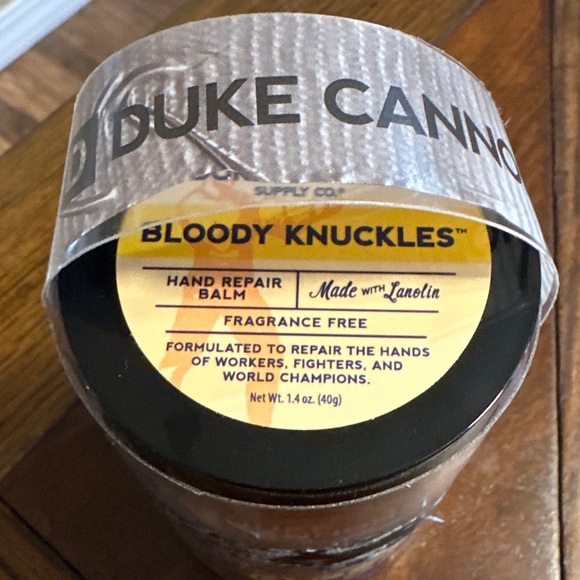 DUKE CANNO
SUPPLY CO.®
BLOODY KNUCKLES™
HAND REPAIR
BALM
Made WITH Lanolin
FRAGRANCE FREE
FORMULATED TO REPAIR THE HANDS
OF WORKERS, FIGHTERS, AND
WORLD CHAMPIONS.
Net Wt. 1.4 oz. (40g)